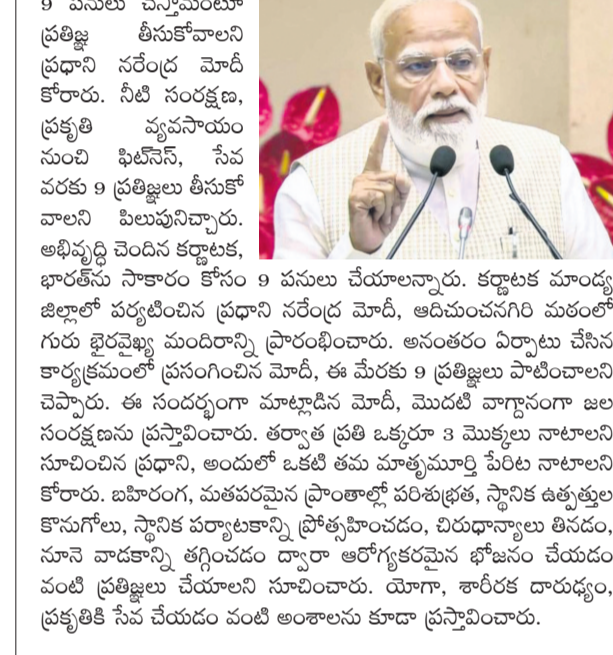 9 పనులు చేస్తామంటూ
ప్రతిజ్ఞ తీసుకోవాలని
ప్రధాని నరేంద్ర మోదీ
కోరారు. నీటి సంరక్షణ,
ప్రకృతి వ్యవసాయం
నుంచి ఫిట్‌నెస్, సేవ
వరకు 9 ప్రతిజ్ఞలు తీసుకో
వాలని పిలుపునిచ్చారు.
అభివృద్ధి చెందిన కర్ణాటక,
భారత్‌ను సాకారం కోసం 9 పనులు చేయాలన్నారు. కర్ణాటక మాండ్య
జిల్లాలో పర్యటించిన ప్రధాని నరేంద్ర మోదీ, ఆదిచుంచనగిరి మఠంలో
గురు భైరవైఖ్య మందిరాన్ని ప్రారంభించారు. అనంతరం ఏర్పాటు చేసిన
కార్యక్రమంలో ప్రసంగించిన మోదీ, ఈ మేరకు 9 ప్రతిజ్ఞలు పాటించాలని
చెప్పారు. ఈ సందర్భంగా మాట్లాడిన మోదీ, మొదటి వాగ్దానంగా జల
సంరక్షణను ప్రస్తావించారు. తర్వాత ప్రతి ఒక్కరూ 3 మొక్కలు నాటాలని
సూచించిన ప్రధాని, అందులో ఒకటి తమ మాతృమూర్తి పేరిట నాటాలని
కోరారు. బహిరంగ, మతపరమైన ప్రాంతాల్లో పరిశుభ్రత, స్థానిక ఉత్పత్తుల
కొనుగోలు, స్థానిక పర్యాటకాన్ని ప్రోత్సహించడం, చిరుధాన్యాలు తినడం,
నూనె వాడకాన్ని తగ్గించడం ద్వారా ఆరోగ్యకరమైన భోజనం చేయడం
వంటి ప్రతిజ్ఞలు చేయాలని సూచించారు. యోగా, శారీరక దారుఢ్యం,
ప్రకృతికి సేవ చేయడం వంటి అంశాలను కూడా ప్రస్తావించారు.